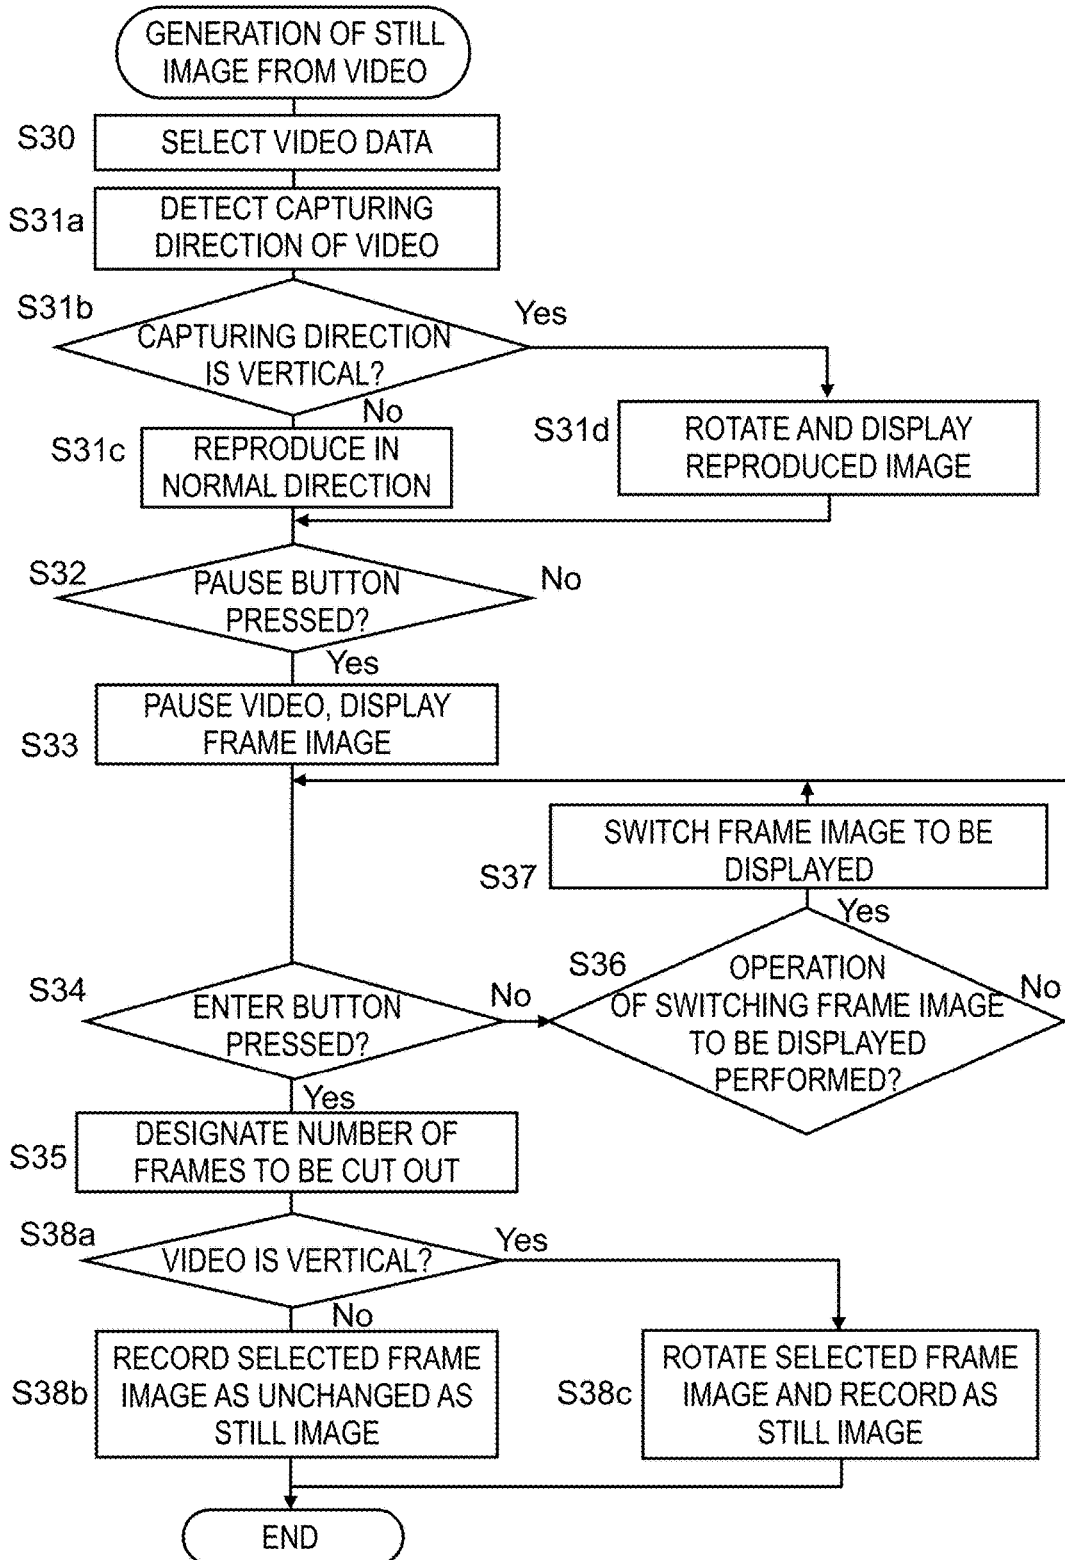 GENERATION OF STILL
IMAGE FROM VIDEO
S30
SELECT VIDEO DATA
S31a
DETECT CAPTURING
DIRECTION OF VIDEO
S31b
CAPTURING DIRECTION
IS VERTICAL?
Yes
No
S31c
REPRODUCE IN
NORMAL DIRECTION
S31d
ROTATE AND DISPLAY
REPRODUCED IMAGE
S32
PAUSE BUTTON
PRESSED?
No
Yes
S33
PAUSE VIDEO, DISPLAY
FRAME IMAGE
SWITCH FRAME IMAGE TO BE
DISPLAYED
S37
Yes
S36
OPERATION
OF SWITCHING FRAME IMAGE
TO BE DISPLAYED
PERFORMED?
No
S34
ENTER BUTTON
PRESSED?
No
Yes
S35
DESIGNATE NUMBER OF
FRAMES TO BE CUT OUT
S38a
VIDEO IS VERTICAL?
Yes
No
S38b
RECORD SELECTED FRAME
IMAGE AS UNCHANGED AS
STILL IMAGE
S38c
ROTATE SELECTED FRAME
IMAGE AND RECORD AS
STILL IMAGE
END